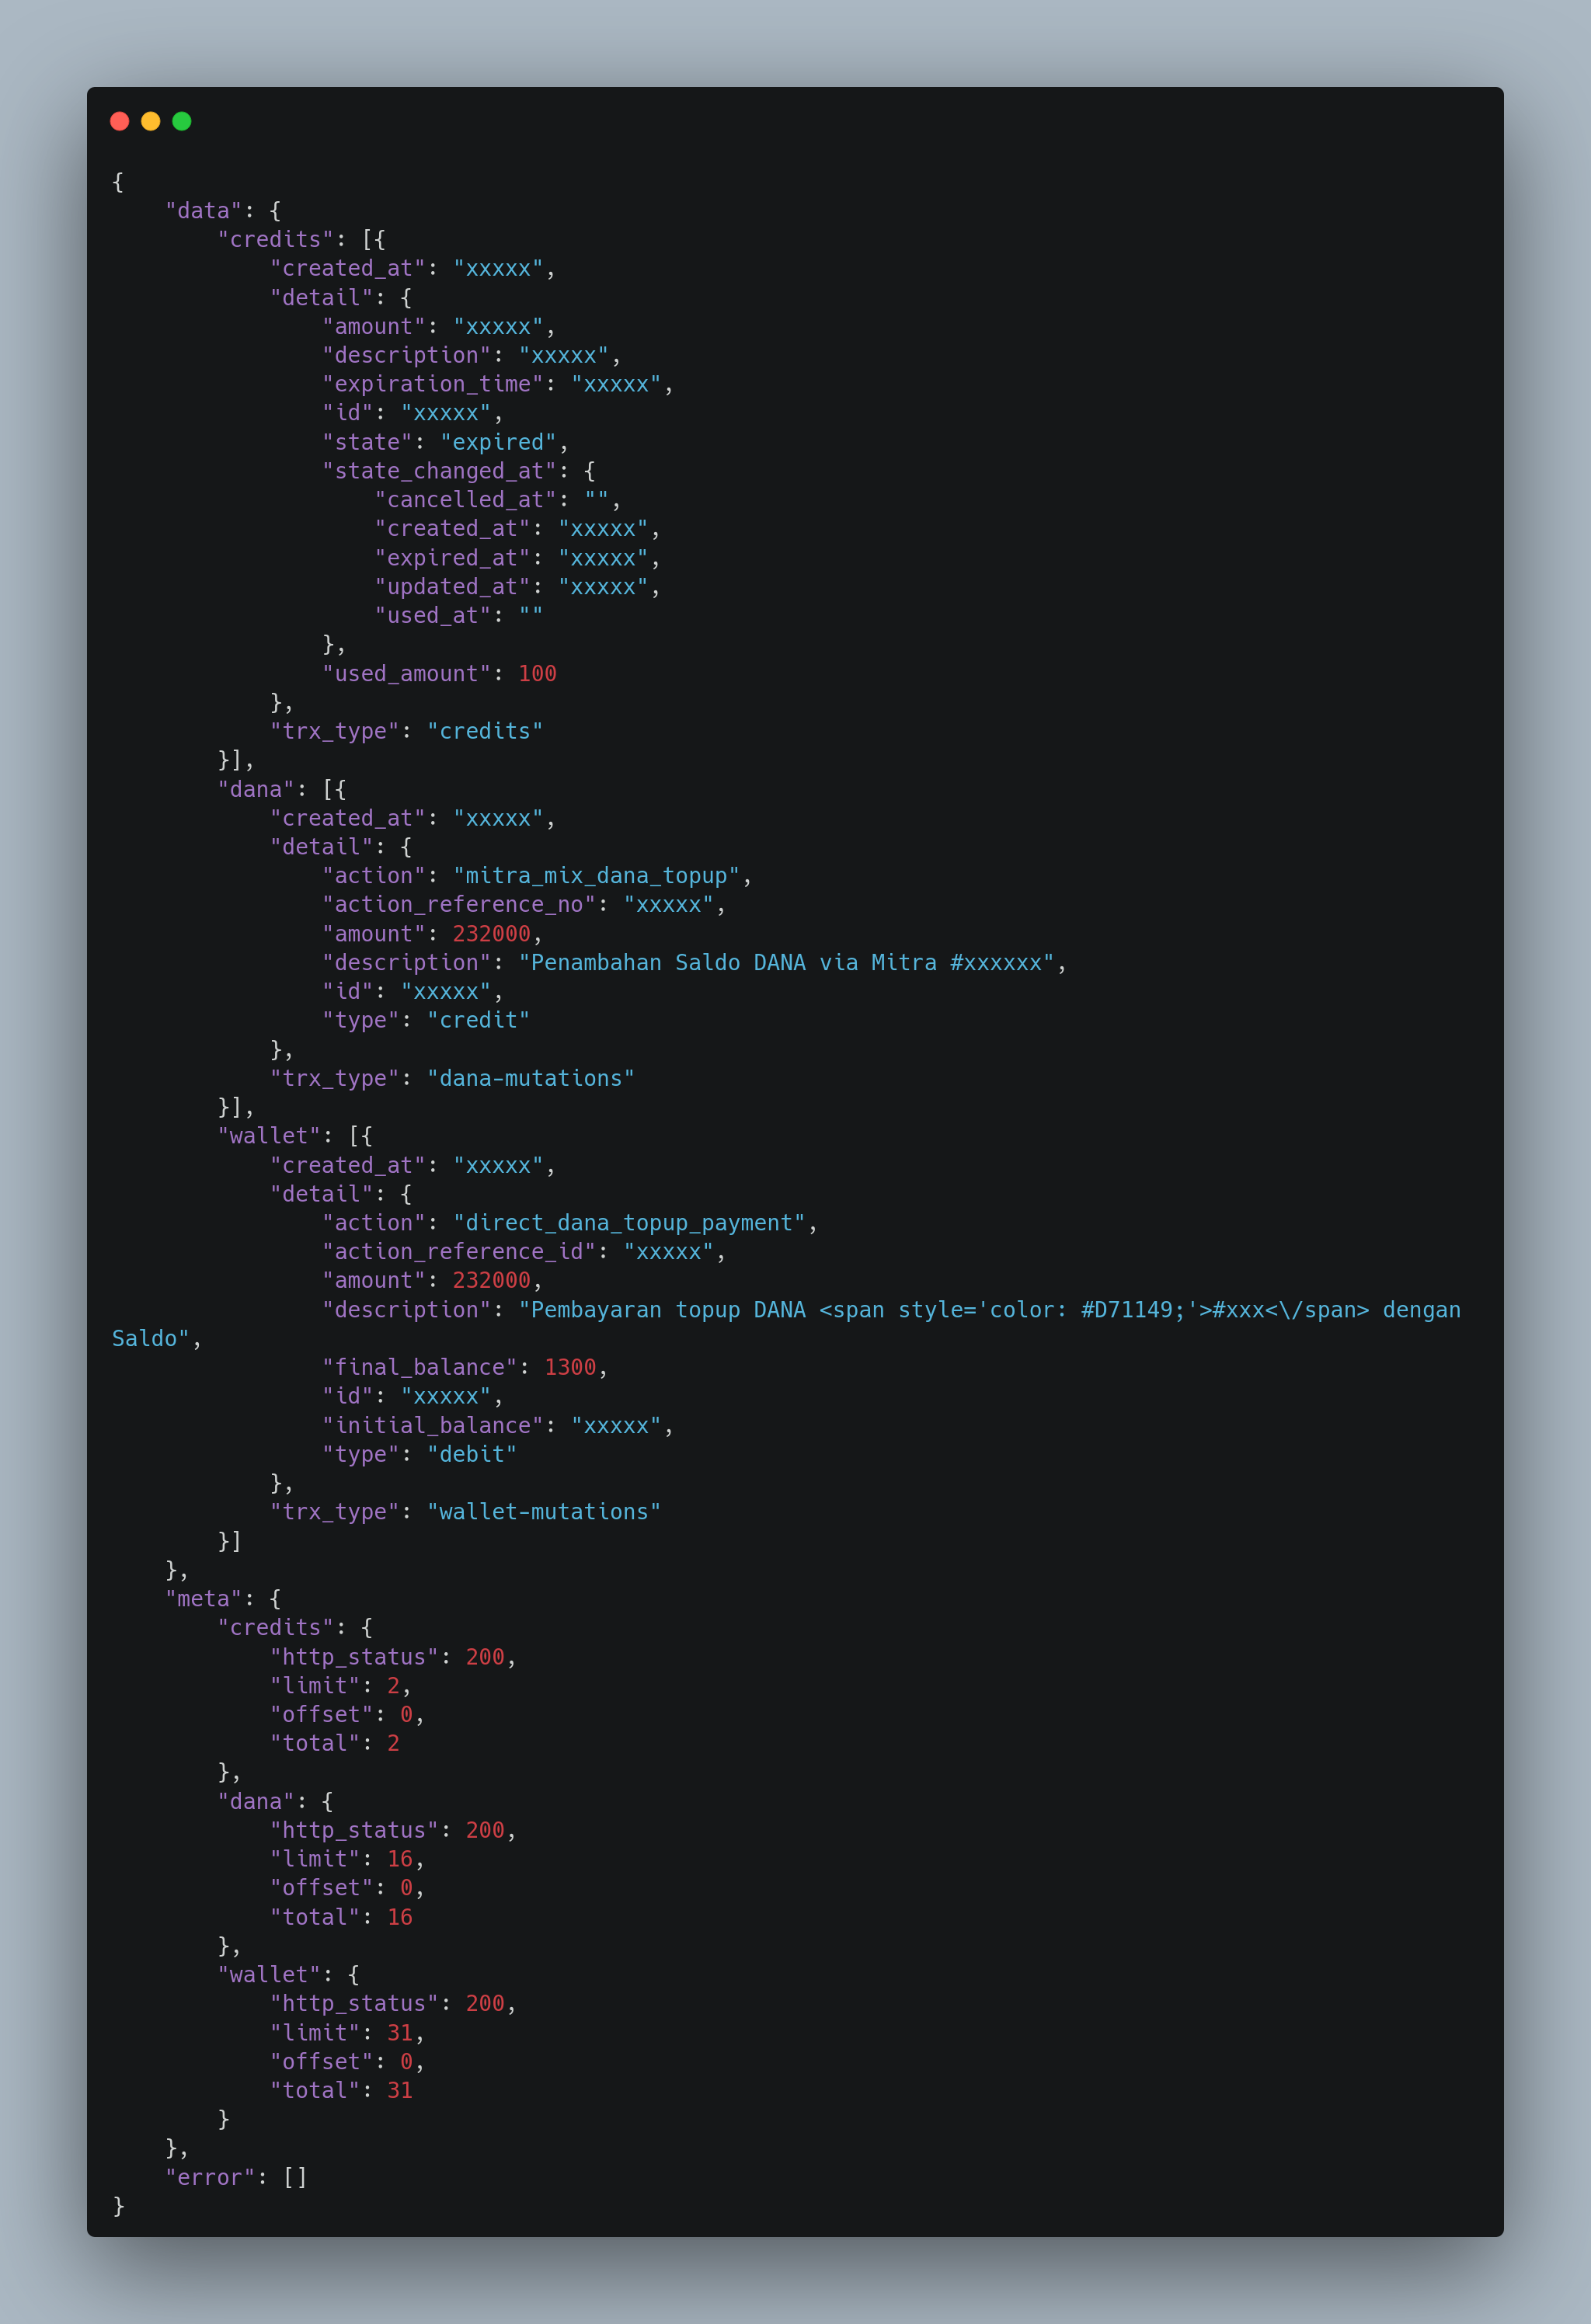 {
    "data": {
        "credits": [{
            "created_at": "xxxxx",
            "detail": {
                "amount": "xxxxx",
                "description": "xxxxx",
                "expiration_time": "xxxxx",
                "id": "xxxxx",
                "state": "expired",
                "state_changed_at": {
                    "cancelled_at": "",
                    "created_at": "xxxxx",
                    "expired_at": "xxxxx",
                    "updated_at": "xxxxx",
                    "used_at": ""
                },
                "used_amount": 100
            },
            "trx_type": "credits"
        }],
        "dana": [{
            "created_at": "xxxxx",
            "detail": {
                "action": "mitra_mix_dana_topup",
                "action_reference_no": "xxxxx",
                "amount": 232000,
                "description": "Penambahan Saldo DANA via Mitra #xxxxxx",
                "id": "xxxxx",
                "type": "credit"
            },
            "trx_type": "dana-mutations"
        }],
        "wallet": [{
            "created_at": "xxxxx",
            "detail": {
                "action": "direct_dana_topup_payment",
                "action_reference_id": "xxxxx",
                "amount": 232000,
                "description": "Pembayaran topup DANA <span style='color: #D71149;'>#xxx<\/span> dengan
Saldo",
                "final_balance": 1300,
                "id": "xxxxx",
                "initial_balance": "xxxxx",
                "type": "debit"
            },
            "trx_type": "wallet-mutations"
        }]
    },
    "meta": {
        "credits": {
            "http_status": 200,
            "limit": 2,
            "offset": 0,
            "total": 2
        },
        "dana": {
            "http_status": 200,
            "limit": 16,
            "offset": 0,
            "total": 16
        },
        "wallet": {
            "http_status": 200,
            "limit": 31,
            "offset": 0,
            "total": 31
        }
    },
    "error": []
}